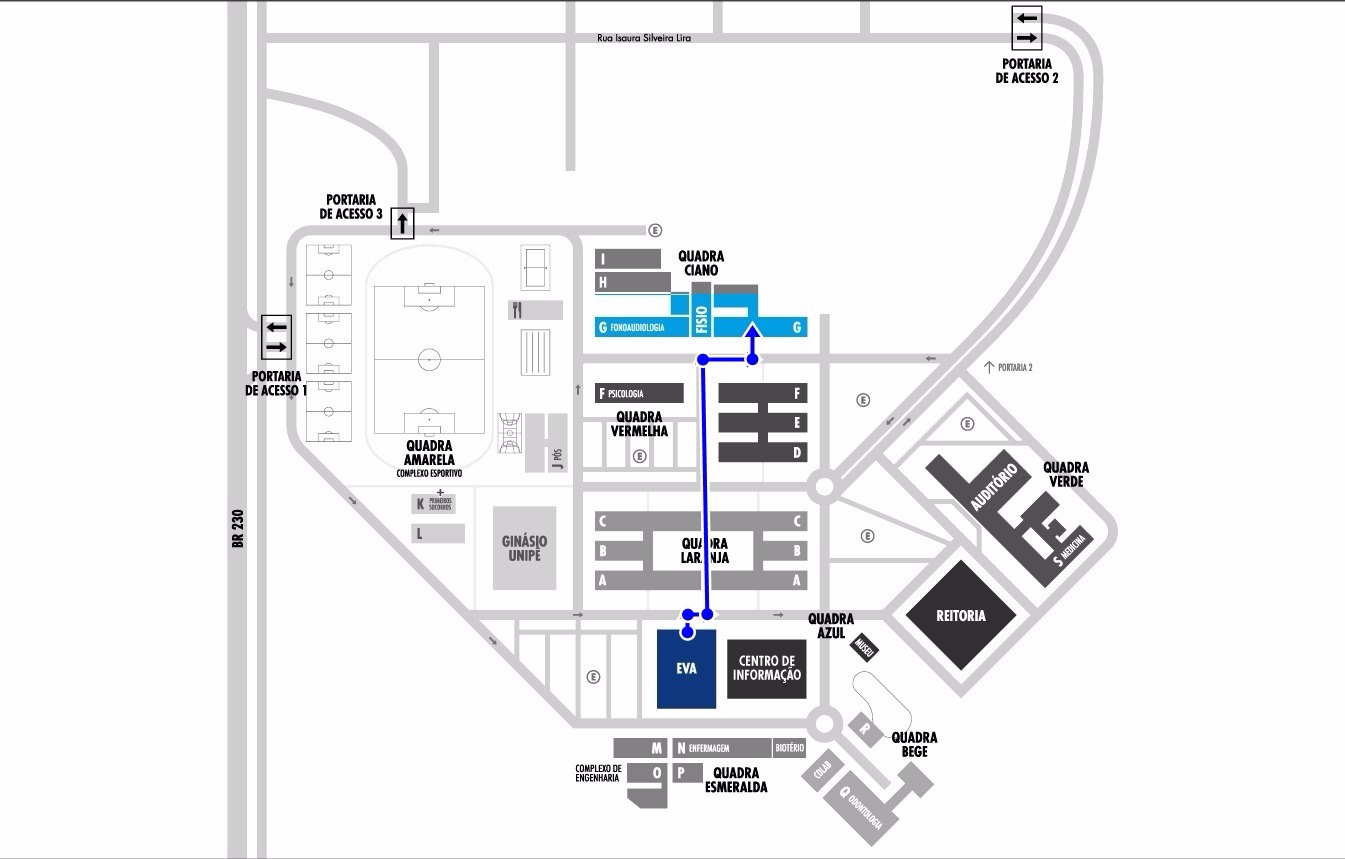 Rua Isaura Silveira Lira
PORTARIA
DE ACESSO 2
PORTARIA
DE ACESSO 3
E
QUADRA
CIANO
I
H
G FONOAUDIOLOGIA
FISIO
G
PORTARIA
DE ACESSO 1
PORTARIA 2
F PSICOLOGIA
F
E
E
D
QUADRA
VERMELHA
E
E
QUADRA
AMARELA
COMPLEXO ESPORTIVO
J PÓS
AUDITÓRIO
QUADRA
VERDE
S MEDICINA
K PRIMEIROS
SOCORROS
L
BR 230
GINÁSIO
UNIPÊ
C
C
B
B
A
A
QUADRA
LARANJA
E
REITORIA
QUADRA
AZUL
MUSEU
EVA
CENTRO DE
INFORMAÇÃO
E
R
QUADRA
BEGE
M
N ENFERMAGEM
BIOTÉRIO
COMPLEXO DE
ENGENHARIA
O
P
QUADRA
ESMERALDA
COLAB
Q ODONTOLOGIA